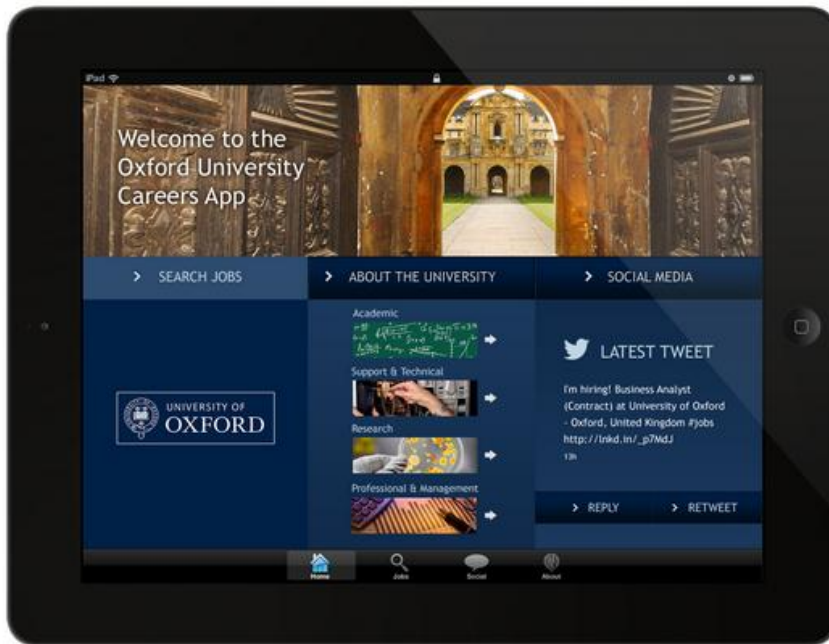 iPad
Welcome to the
Oxford University
Careers App
> SEARCH JOBS
> ABOUT THE UNIVERSITY
> SOCIAL MEDIA
Academic
Support & Technical
Research
Professional & Management
UNIVERSITY OF
OXFORD
LATEST TWEET
I'm hiring! Business Analyst
(Contract) at University of Oxford
- Oxford, United Kingdom #jobs
http://lnkd.in/_p7MdJ
13h
> REPLY
> RETWEET
Home
Jobs
Social
About